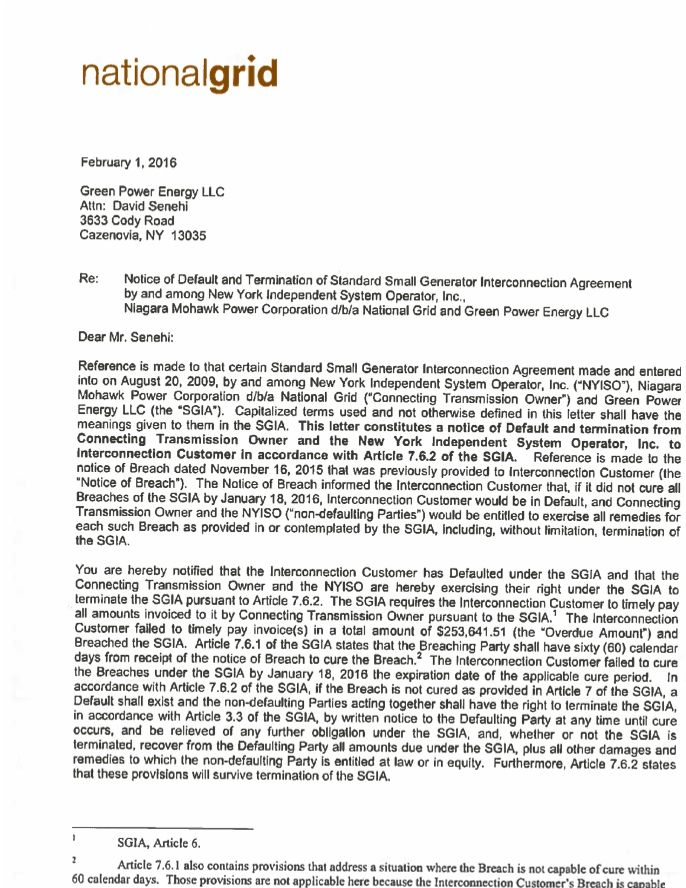 nationalgrid
February 1, 2016
Green Power Energy LLC
Attn: David Senehi
3633 Cody Road
Cazenovia, NY 13035
Re: Notice of Default and Termination of Standard Small Generator Interconnection Agreement
by and among New York Independent System Operator, Inc.,
Niagara Mohawk Power Corporation d/b/a National Grid and Green Power Energy LLC
Dear Mr. Senehi:
Reference is made to that certain Standard Small Generator Interconnection Agreement made and entered
into on August 20, 2009, by and among New York Independent System Operator, Inc. ("NYISO"), Niagara
Mohawk Power Corporation d/b/a National Grid ("Connecting Transmission Owner") and Green Power
Energy LLC (the "SGIA"). Capitalized terms used and not otherwise defined in this letter shall have the
meanings given to them in the SGIA. This letter constitutes a notice of Default and termination from
Connecting Transmission Owner and the New York Independent System Operator, Inc. to
Interconnection Customer in accordance with Article 7.6.2 of the SGIA. Reference is made to the
notice of Breach dated November 16, 2015 that was previously provided to Interconnection Customer (the
"Notice of Breach"). The Notice of Breach informed the Interconnection Customer that, if it did not cure all
Breaches of the SGIA by January 18, 2016, Interconnection Customer would be in Default, and Connecting
Transmission Owner and the NYISO ("non-defaulting Parties") would be entitled to exercise all remedies for
each such Breach as provided in or contemplated by the SGIA, including, without limitation, termination of
the SGIA.
You are hereby notified that the Interconnection Customer has Defaulted under the SGIA and that the
Connecting Transmission Owner and the NYISO are hereby exercising their right under the SGIA to
terminate the SGIA pursuant to Article 7.6.2. The SGIA requires the Interconnection Customer to timely pay
all amounts invoiced to it by Connecting Transmission Owner pursuant to the SGIA.1 The Interconnection
Customer failed to timely pay invoice(s) in a total amount of $253,641.51 (the "Overdue Amount") and
Breached the SGIA. Article 7.6.1 of the SGIA states that the Breaching Party shall have sixty (60) calendar
days from receipt of the notice of Breach to cure the Breach.2 The Interconnection Customer failed to cure
the Breaches under the SGIA by January 18, 2016 the expiration date of the applicable cure period. In
accordance with Article 7.6.2 of the SGIA, if the Breach is not cured as provided in Article 7 of the SGIA, a
Default shall exist and the non-defaulting Parties acting together shall have the right to terminate the SGIA,
in accordance with Article 3.3 of the SGIA, by written notice to the Defaulting Party at any time until cure
occurs, and be relieved of any further obligation under the SGIA, and, whether or not the SGIA is
terminated, recover from the Defaulting Party all amounts due under the SGIA, plus all other damages and
remedies to which the non-defaulting Party is entitled at law or in equity. Furthermore, Article 7.6.2 states
that these provisions will survive termination of the SGIA.
1 SGIA, Article 6.
2 Article 7.6.1 also contains provisions that address a situation where the Breach is not capable of cure within
60 calendar days. Those provisions are not applicable here because the Interconnection Customer's Breach is capable